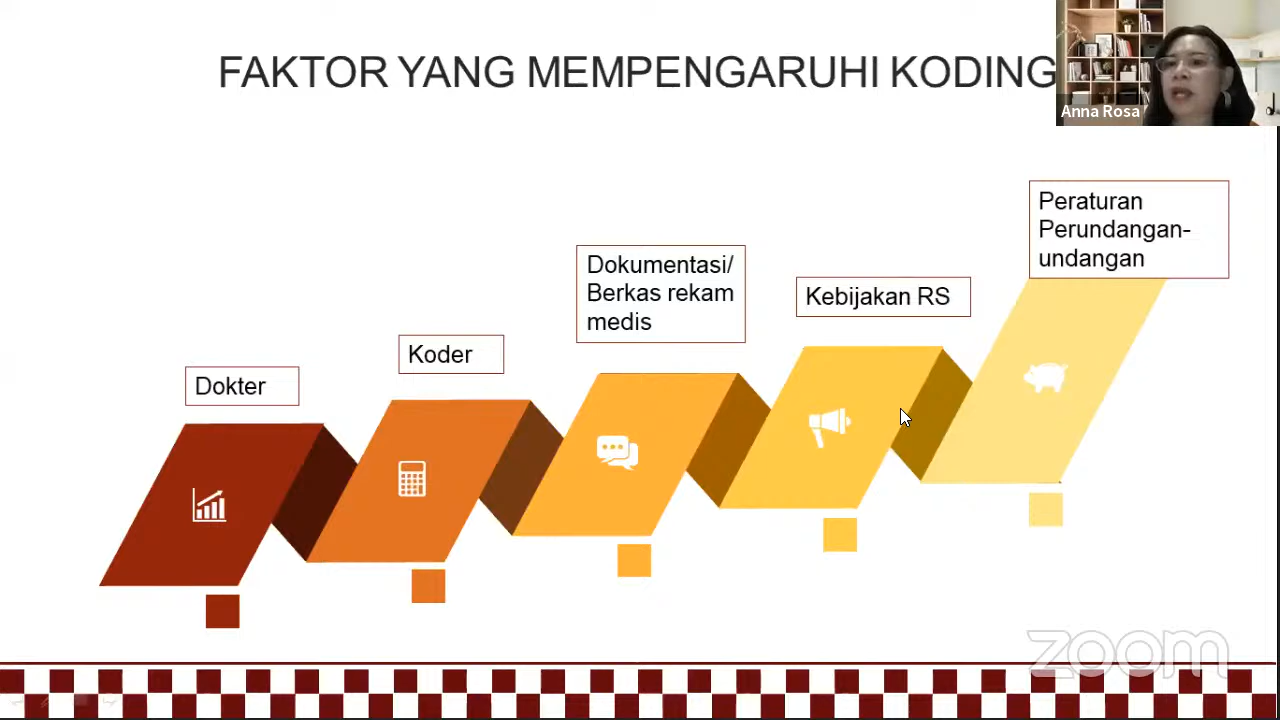 FAKTOR YANG MEMPENGARUHI KODING
Anna Rosa
Peraturan
Perundangan-
undangan
Dokumentasi/
Berkas rekam
medis
Kebijakan RS
Koder
Dokter
zoom